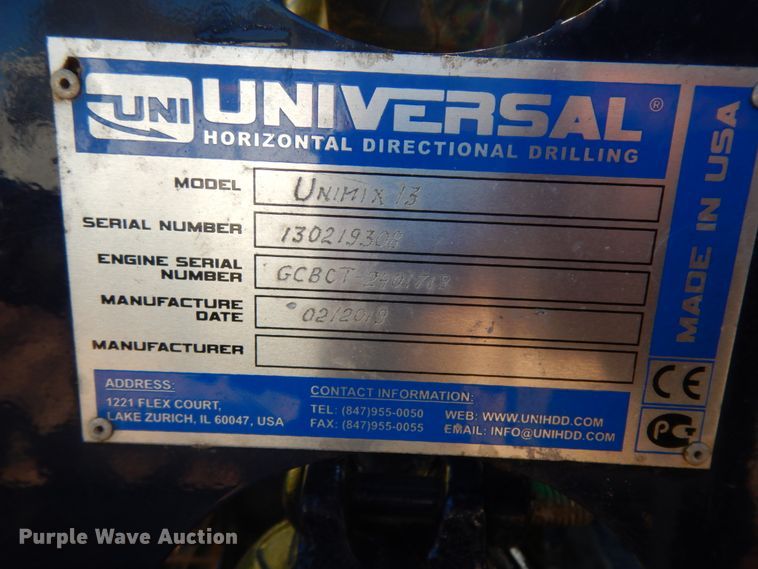 UNI UNIVERSAL ®
HORIZONTAL DIRECTIONAL DRILLING
MODEL UNIMIX 13
SERIAL NUMBER 130219308
ENGINE SERIAL
NUMBER GCBCT-
MANUFACTURE
DATE 02/2019
MANUFACTURER
MADE IN USA
CE
PG
ADDRESS:
1221 FLEX COURT,
LAKE ZURICH, IL 60047, USA
CONTACT INFORMATION:
TEL: (847)955-0050 WEB: WWW.UNIHDD.COM
FAX: (847)955-0055 EMAIL: INFO@UNIHDD.COM
Purple Wave Auction